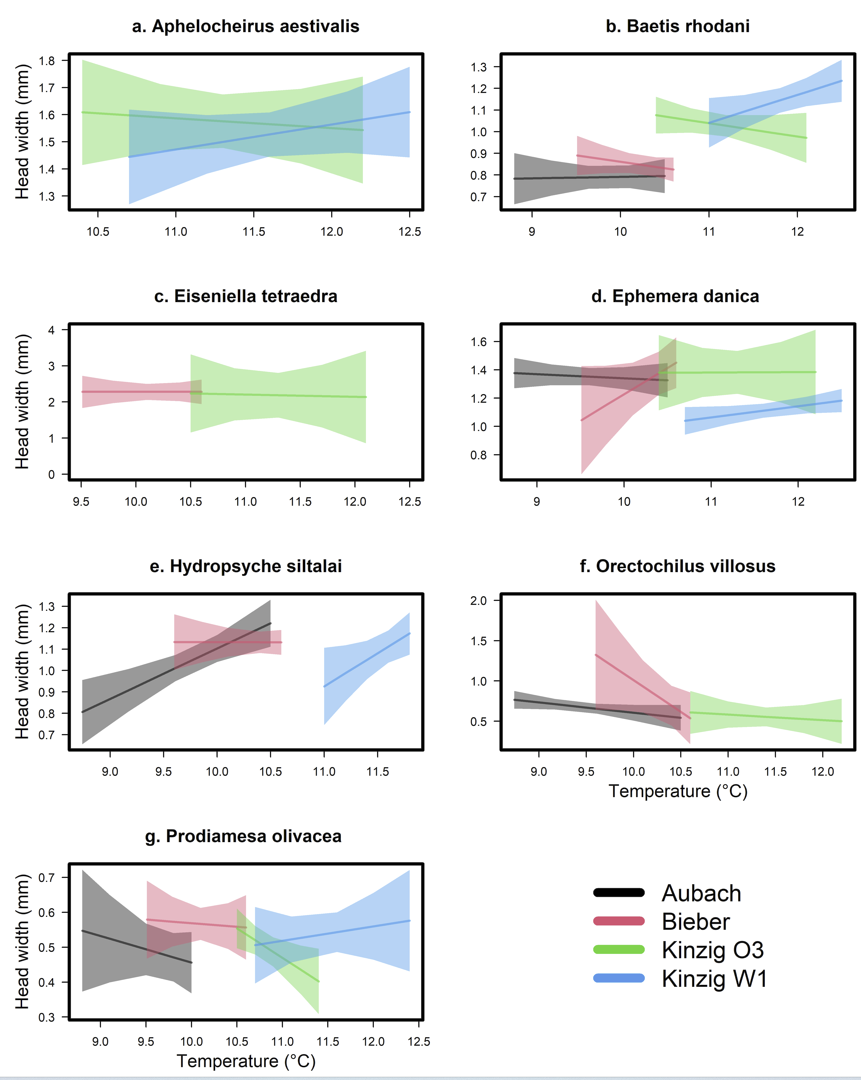 a. Aphelocheirus aestivalis
Head width (mm)
1.8
1.7
1.6
1.5
1.4
1.3
10.5 11.0 11.5 12.0 12.5
b. Baetis rhodani
1.3
1.2
1.1
1.0
0.9
0.8
0.7
9 10 11 12
c. Eiseniella tetraedra
Head width (mm)
4
3
2
1
0
9.5 10.0 10.5 11.0 11.5 12.0 12.5
d. Ephemera danica
1.6
1.4
1.2
1.0
0.8
9 10 11 12
e. Hydropsyche siltalai
Head width (mm)
1.3
1.2
1.1
1.0
0.9
0.8
0.7
9.0 9.5 10.0 10.5 11.0 11.5
f. Orectochilus villosus
2.0
1.5
1.0
0.5
9.0 9.5 10.0 10.5 11.0 11.5 12.0
Temperature (°C)
g. Prodiamesa olivacea
Head width (mm)
0.7
0.6
0.5
0.4
0.3
9.0 9.5 10.0 10.5 11.0 11.5 12.0 12.5
Temperature (°C)
Aubach
Bieber
Kinzig O3
Kinzig W1